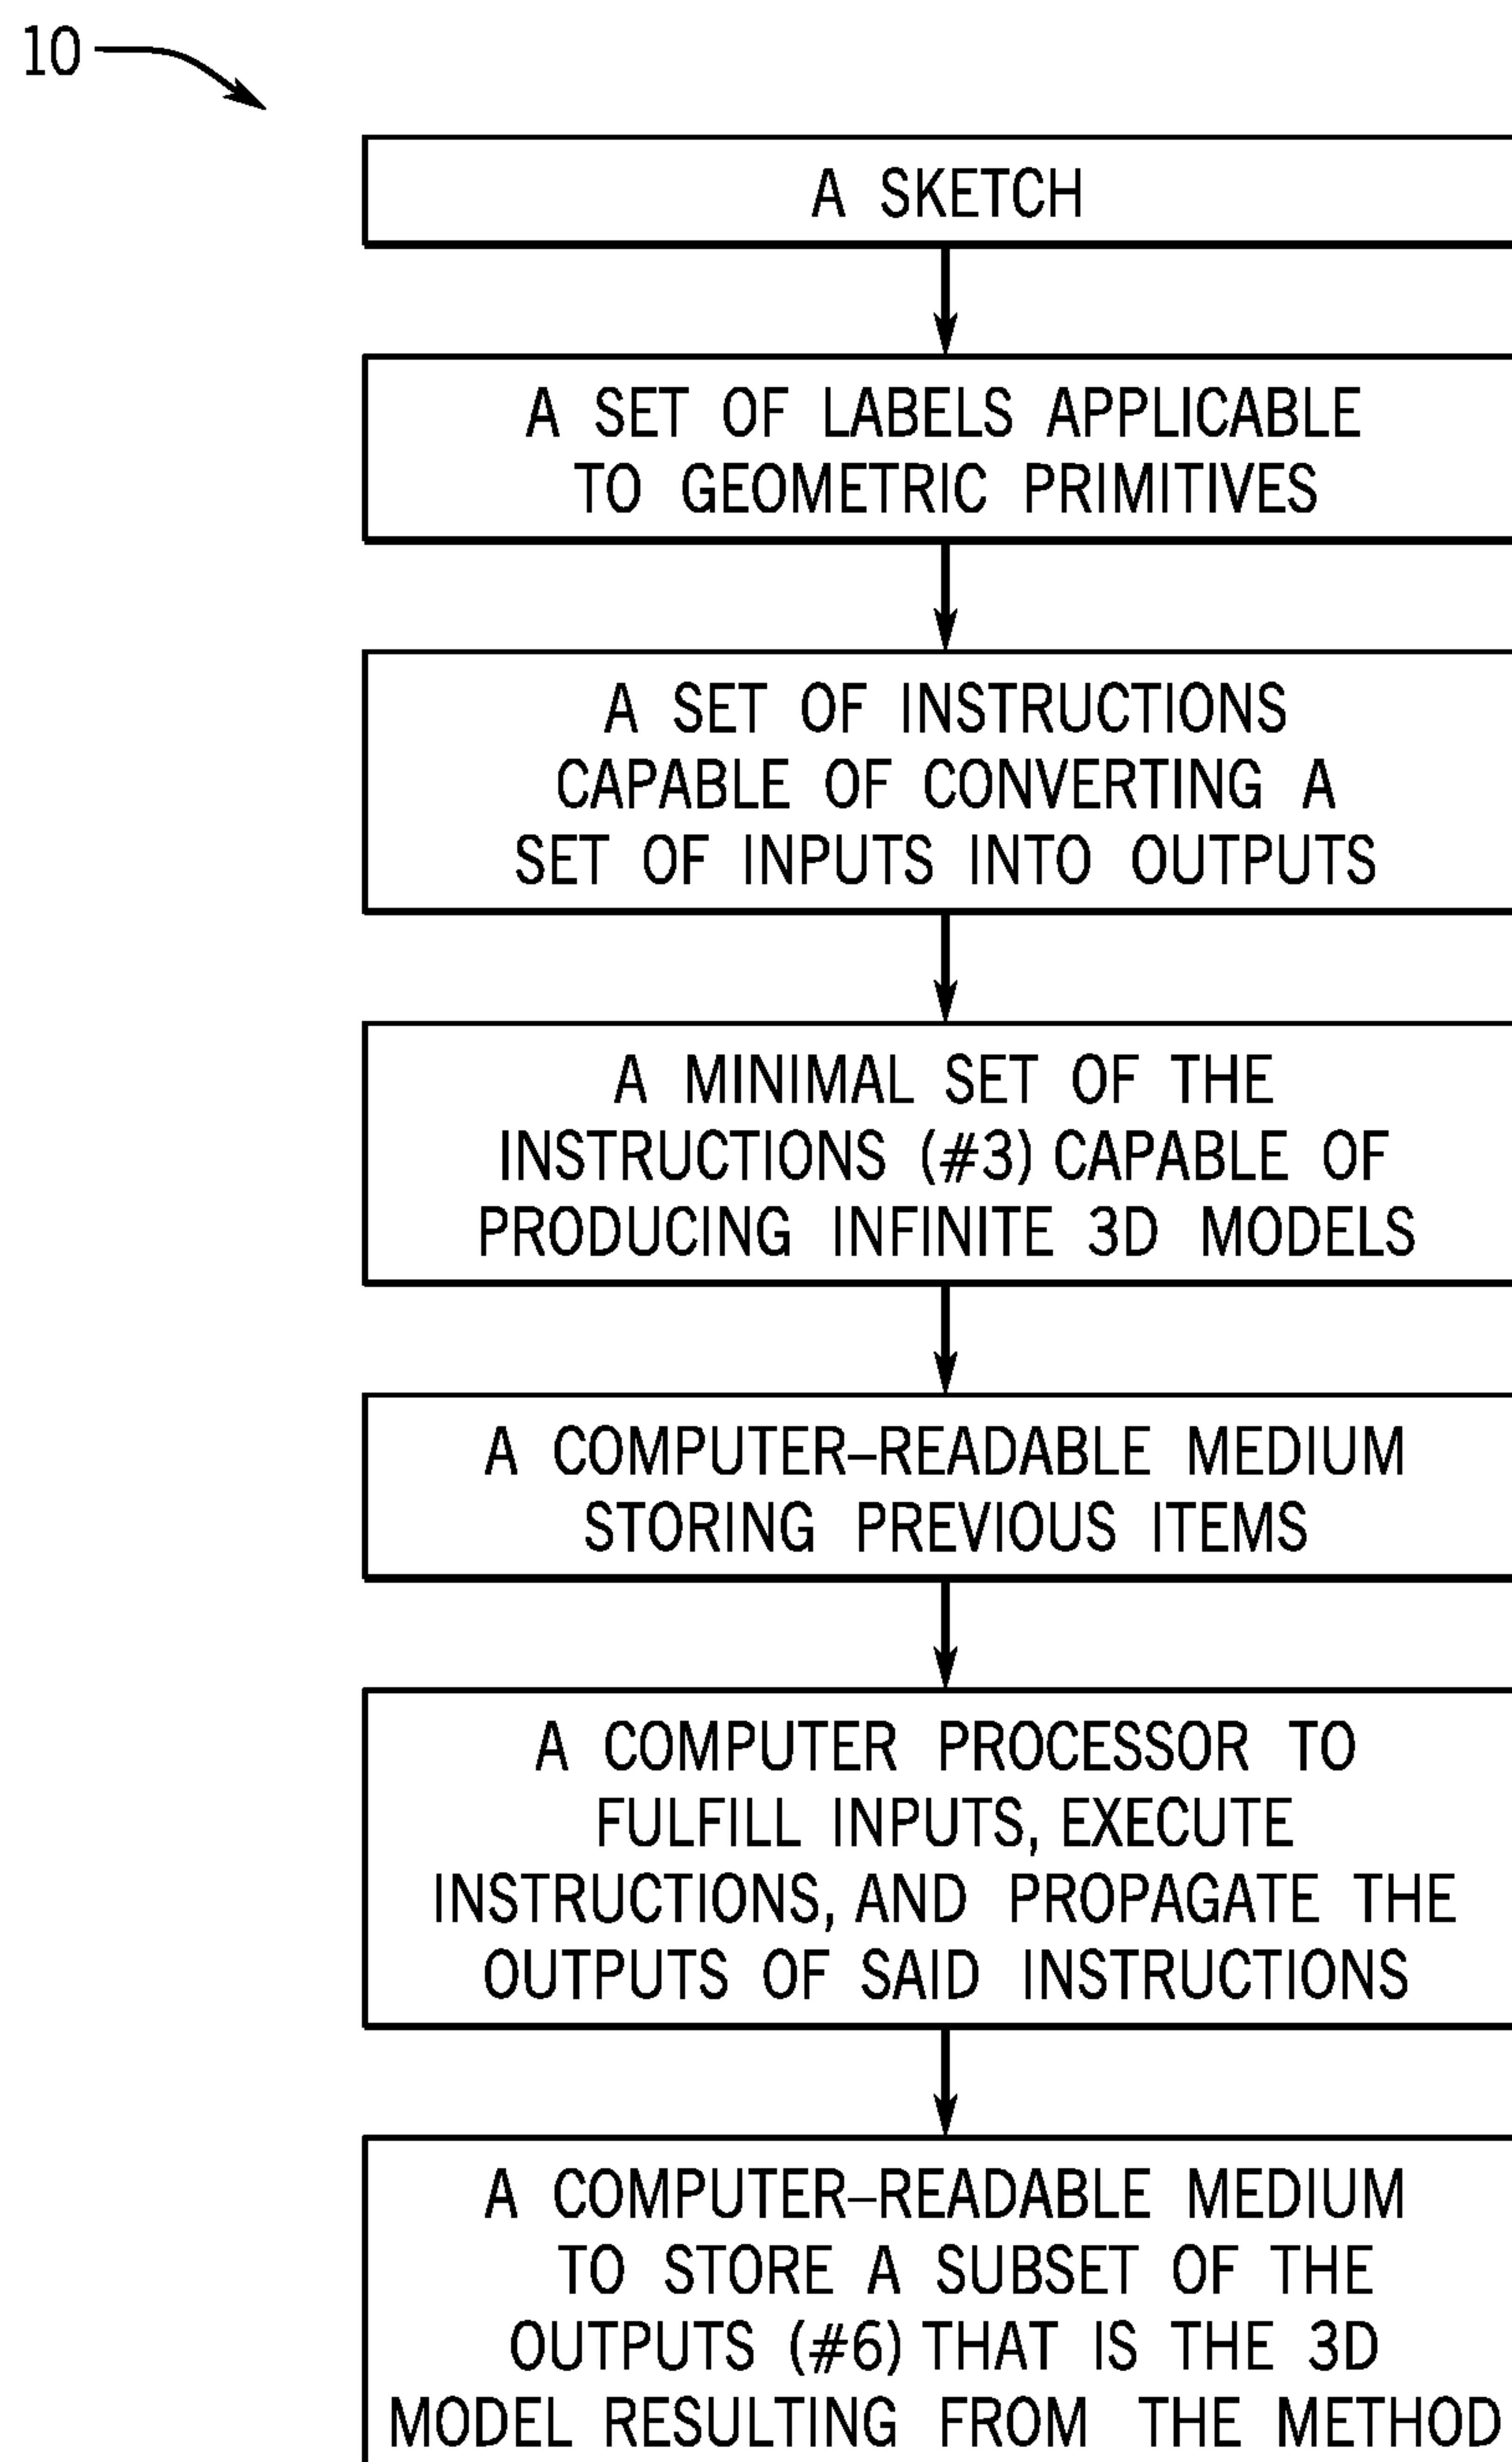 10
A SKETCH
A SET OF LABELS APPLICABLE
TO GEOMETRIC PRIMITIVES
A SET OF INSTRUCTIONS
CAPABLE OF CONVERTING A
SET OF INPUTS INTO OUTPUTS
A MINIMAL SET OF THE
INSTRUCTIONS (#3) CAPABLE OF
PRODUCING INFINITE 3D MODELS
A COMPUTER–READABLE MEDIUM
STORING PREVIOUS ITEMS
A COMPUTER PROCESSOR TO
FULFILL INPUTS, EXECUTE
INSTRUCTIONS, AND PROPAGATE THE
OUTPUTS OF SAID INSTRUCTIONS
A COMPUTER–READABLE MEDIUM
TO STORE A SUBSET OF THE
OUTPUTS (#6) THAT IS THE 3D
MODEL RESULTING FROM THE METHOD